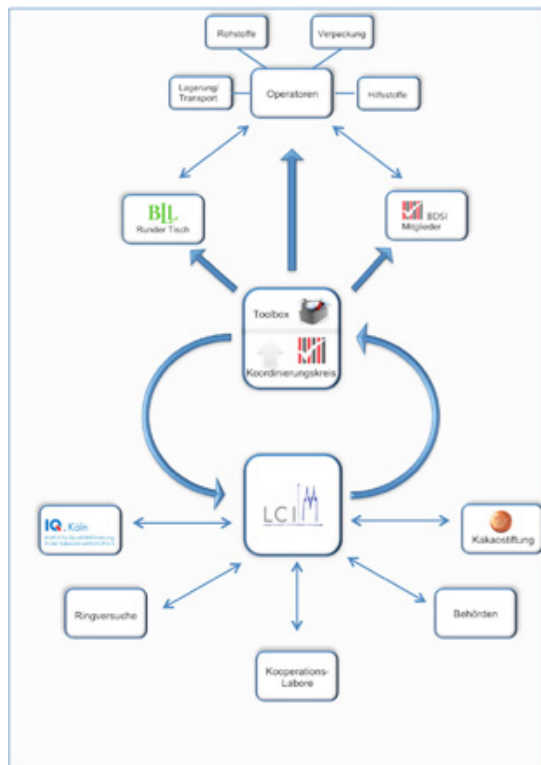 Rohstoffe
Verpackung
Lagerung/
Transport
Operatoren
Hilfsstoffe
BLL
Runder Tisch
BDSI
Mitglieder
Toolbox
Koordinierungskreis
LCI
IQ.Köln
Kakaostiftung
Ringversuche
Behörden
Kooperations-
Labore